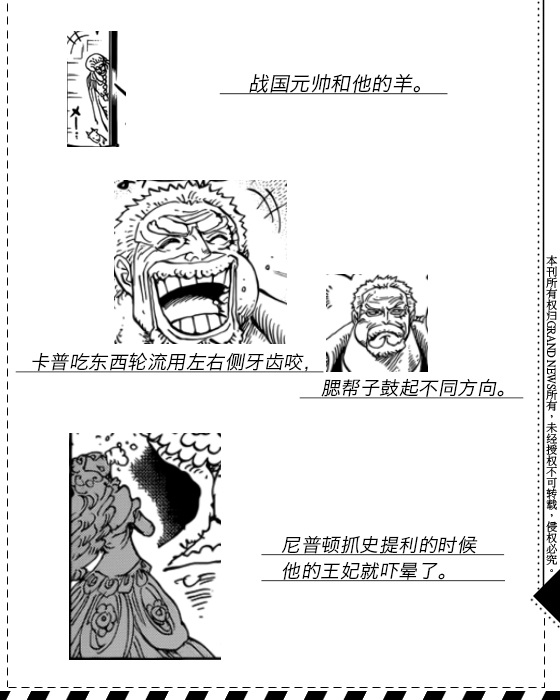 战国元帅和他的羊。
卡普吃东西轮流用左右侧牙齿咬，
腮帮子鼓起不同方向。
尼普顿抓史提利的时候
他的王妃就吓晕了。
本刊所有权归GRAND NEWS所有，未经授权不可转载，侵权必究。